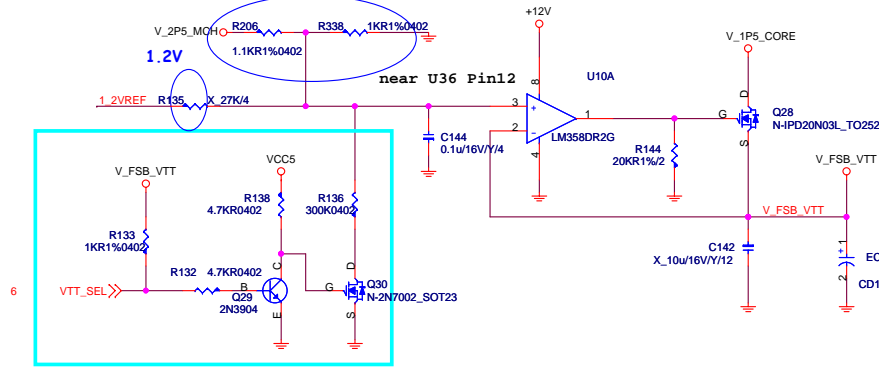 +12V
V_2P5_MCH
R206
R338
1KR1%0402
1.1KR1%0402
V_1P5_CORE
1.2V
near U36 Pin12
U10A
8
1_2VREF
R135
X_27K/4
3
+
1
2
-
4
LM358DR2G
D
G
S
Q28
N-IPD20N03L_TO252
C144
0.1u/16V/Y/4
R144
20KR1%/2
V_FSB_VTT
V_FSB_VTT
VCC5
V_FSB_VTT
R138
4.7KR0402
R136
300K0402
R133
1KR1%0402
C142
X_10u/16V/Y/12
+
1
2
EC
CD1
6
VTT_SEL
R132
4.7KR0402
B
C
E
Q29
2N3904
D
G
S
Q30
N-2N7002_SOT23